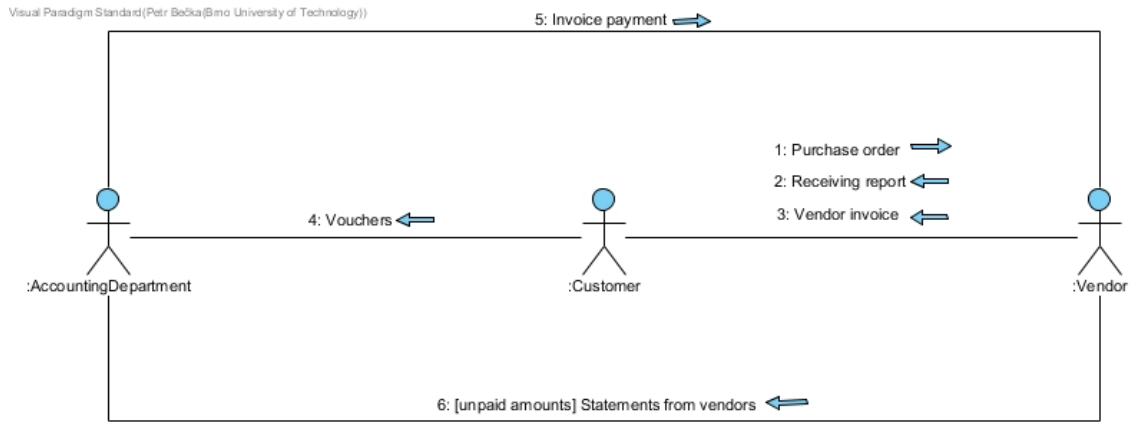 Visual Paradigm Standard(Petr Bečka(Brno University of Technology))
5: Invoice payment
1: Purchase order
2: Receiving report
3: Vendor invoice
4: Vouchers
:AccountingDepartment
:Customer
:Vendor
6: [unpaid amounts] Statements from vendors